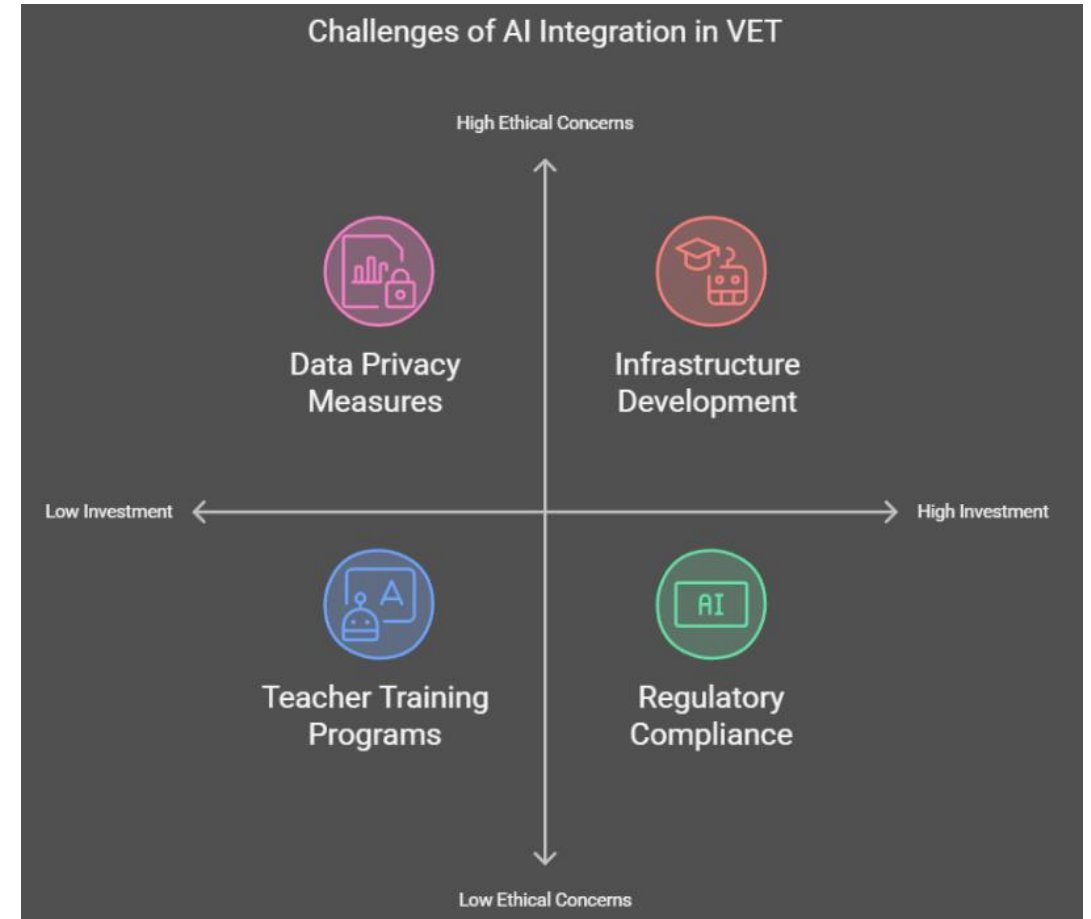 Challenges of AI Integration in VET
High Ethical Concerns
Data Privacy
Measures
Infrastructure
Development
Low Investment
High Investment
A
AI
Teacher Training
Programs
Regulatory
Compliance
Low Ethical Concerns